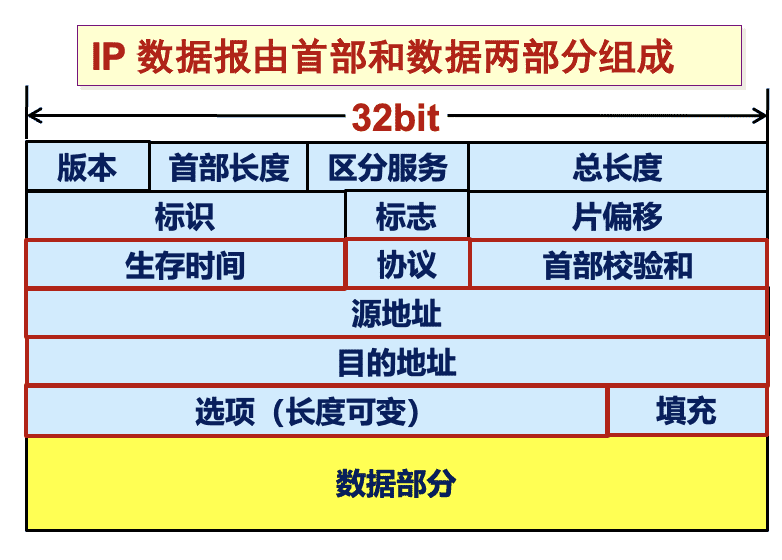 IP 数据报由首部和数据两部分组成
32bit
版本 首部长度 区分服务 总长度
标识 标志 片偏移
生存时间 协议 首部校验和
源地址
目的地址
选项（长度可变） 填充
数据部分